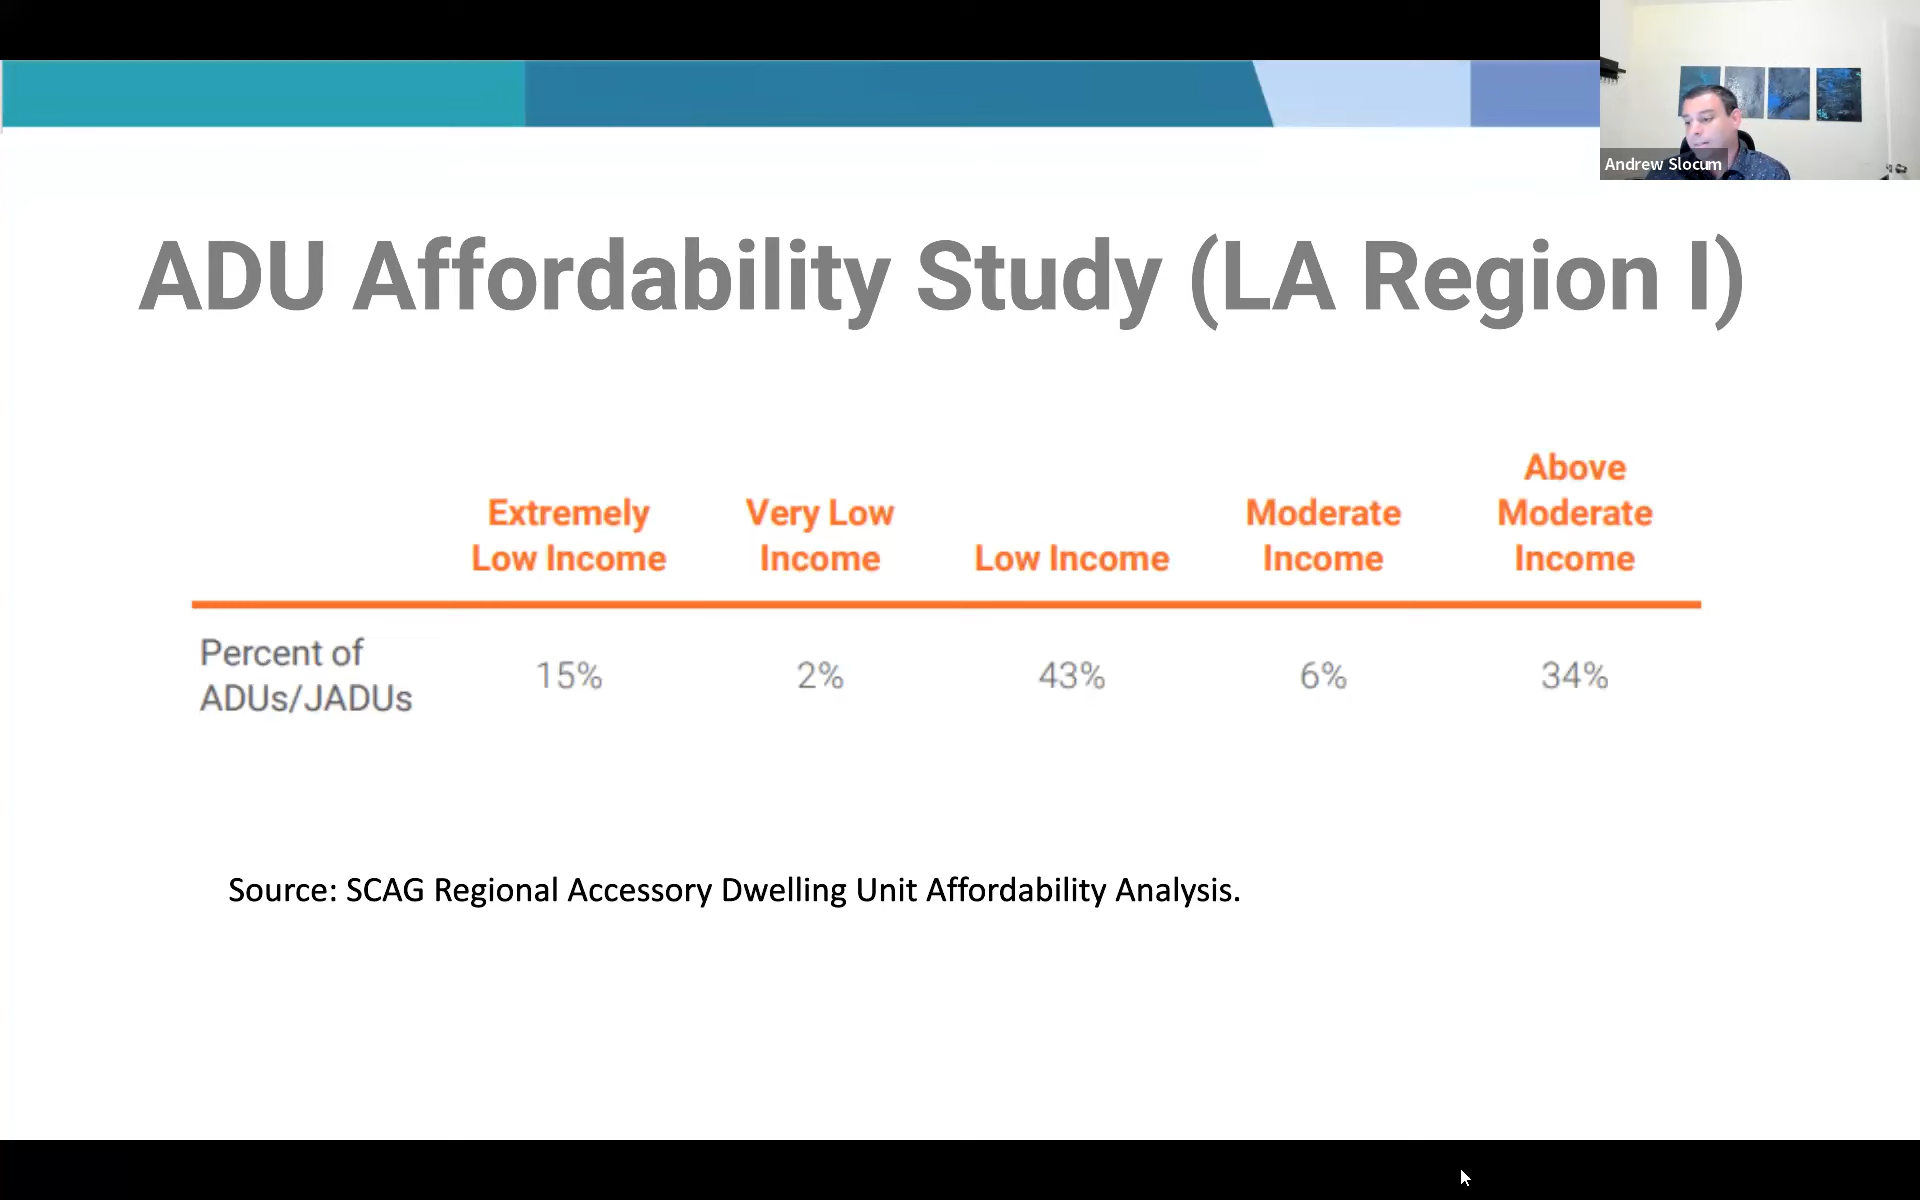 Andrew Slocum
ADU Affordability Study (LA Region I)
Extremely
Low Income
Very Low
Income
Low Income
Moderate
Income
Above
Moderate
Income
Percent of
ADUs/JADUs
15%
2%
43%
6%
34%
Source: SCAG Regional Accessory Dwelling Unit Affordability Analysis.